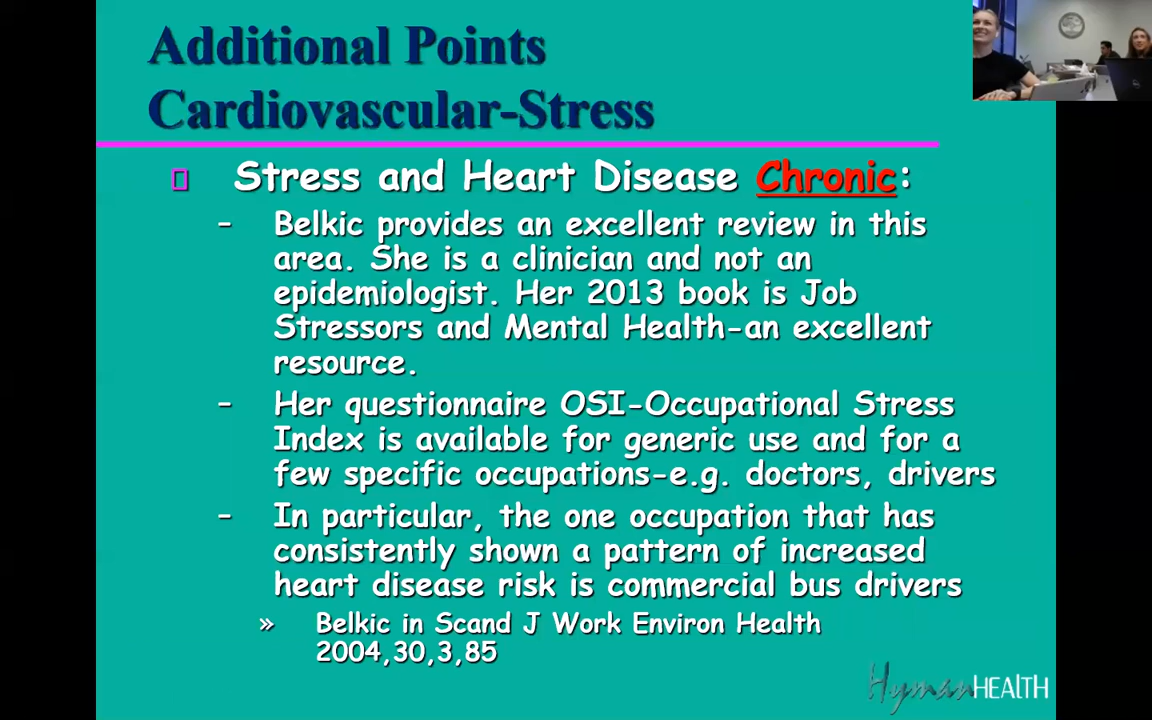 Additional Points
Cardiovascular-Stress
Stress and Heart Disease Chronic:
– Belkic provides an excellent review in this
area. She is a clinician and not an
epidemiologist. Her 2013 book is Job
Stressors and Mental Health-an excellent
resource.
– Her questionnaire OSI-Occupational Stress
Index is available for generic use and for a
few specific occupations-e.g. doctors, drivers
– In particular, the one occupation that has
consistently shown a pattern of increased
heart disease risk is commercial bus drivers
» Belkic in Scand J Work Environ Health
2004,30,3,85
HymanHEALTH